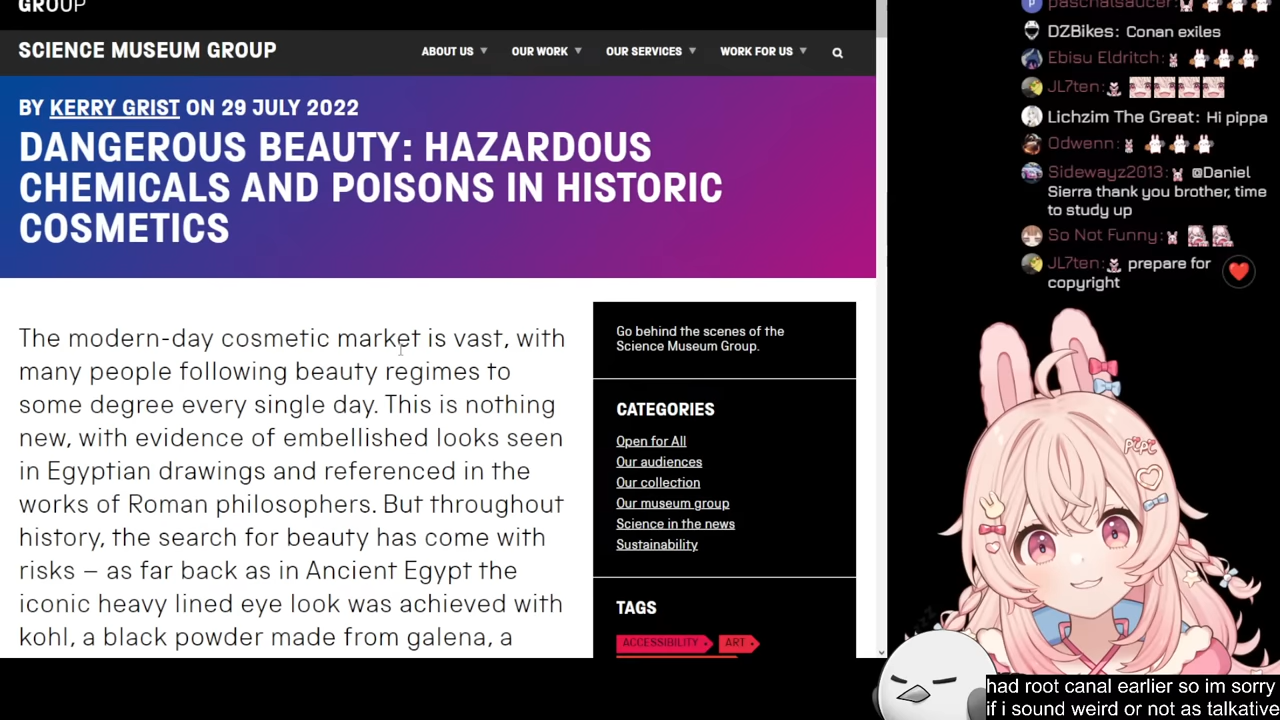 GROUP
SCIENCE MUSEUM GROUP
ABOUT US
OUR WORK
OUR SERVICES
WORK FOR US
BY KERRY GRIST ON 29 JULY 2022
DANGEROUS BEAUTY: HAZARDOUS
CHEMICALS AND POISONS IN HISTORIC
COSMETICS
The modern-day cosmetic market is vast, with
many people following beauty regimes to
some degree every single day. This is nothing
new, with evidence of embellished looks seen
in Egyptian drawings and referenced in the
works of Roman philosophers. But throughout
history, the search for beauty has come with
risks – as far back as in Ancient Egypt the
iconic heavy lined eye look was achieved with
kohl, a black powder made from galena, a
Go behind the scenes of the
Science Museum Group.
CATEGORIES
Open for All
Our audiences
Our collection
Our museum group
Science in the news
Sustainability
TAGS
ACCESSIBILITY
ART
paschalsaucer:
DZBikes: Conan exiles
Ebisu Eldritch:
JL7ten:
Lichzim The Great: Hi pippa
Odwenn:
Sidewayz2013: @Daniel
Sierra thank you brother, time
to study up
So Not Funny:
JL7ten: prepare for
copyright
PiPi
had root canal earlier so im sorry
if i sound weird or not as talkative